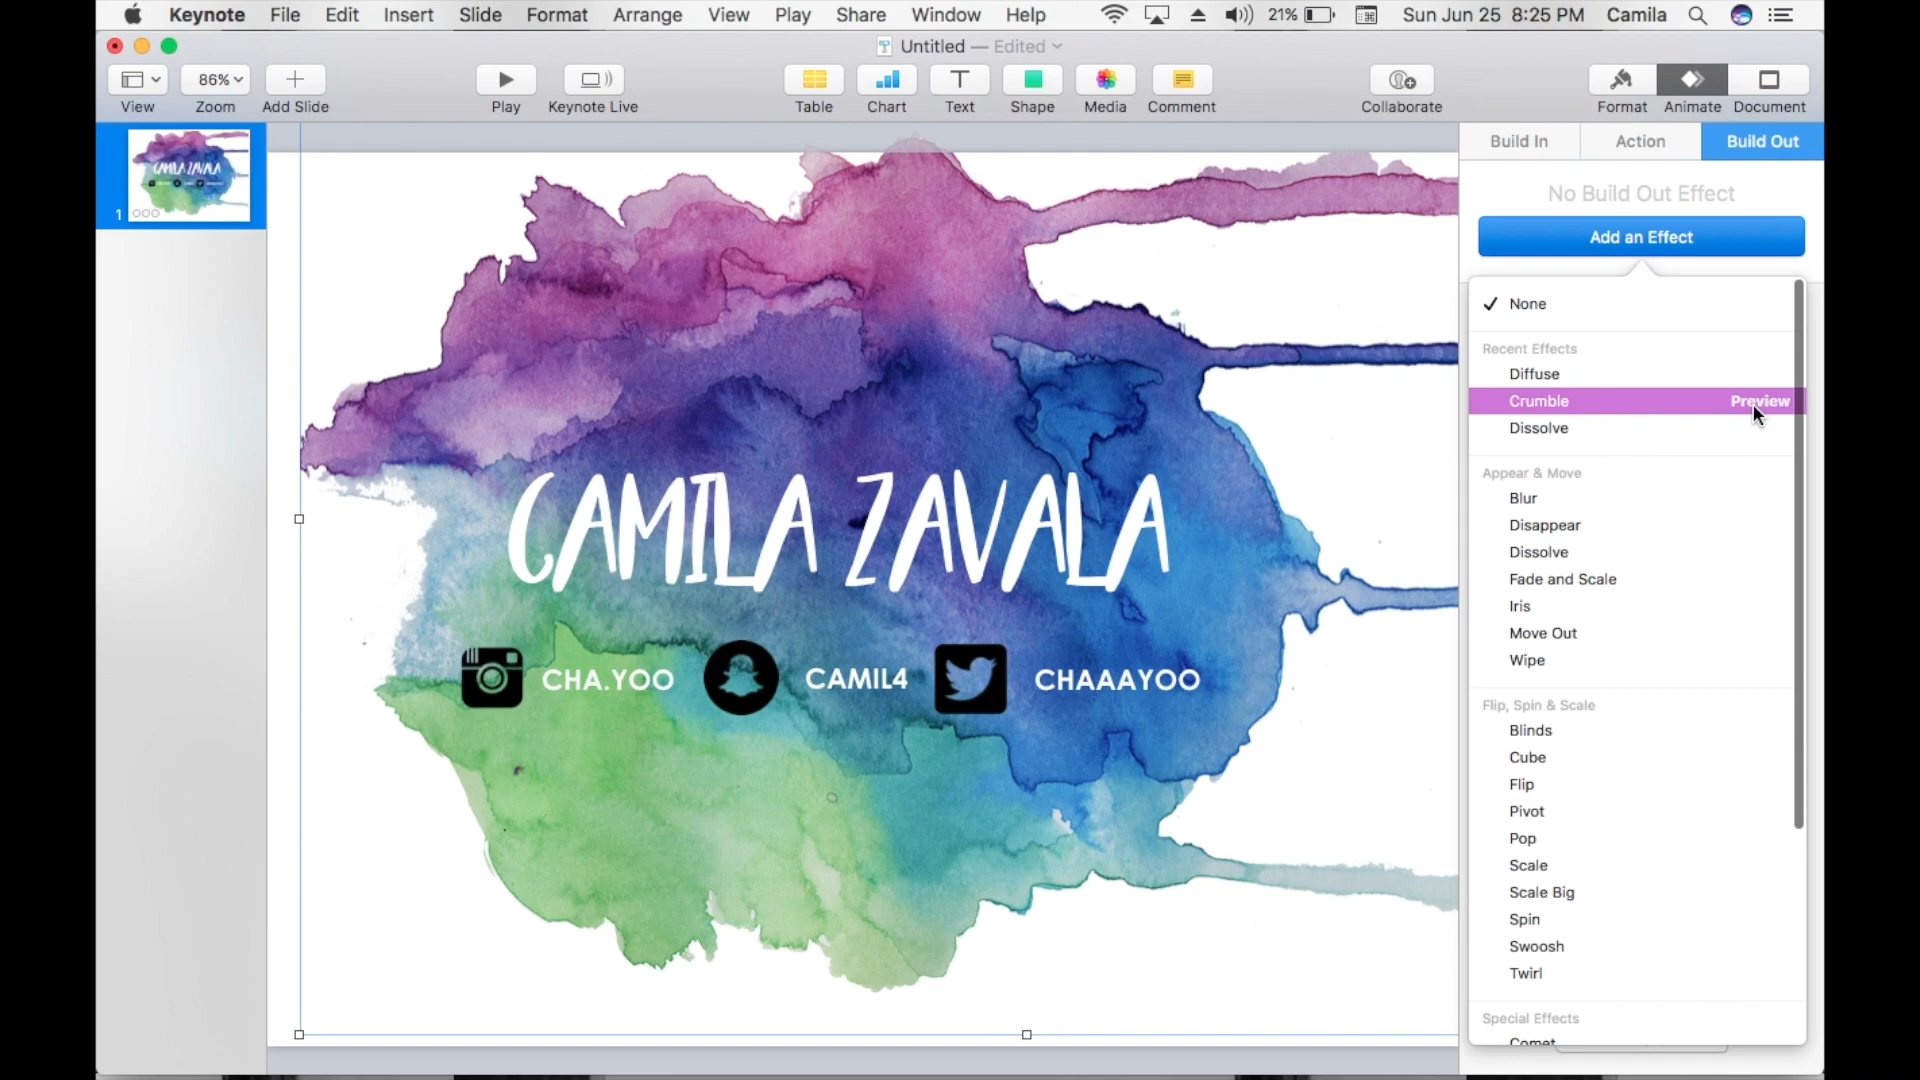 Keynote File Edit Insert Slide Format Arrange View Play Share Window Help 21% Sun Jun 25 8:25 PM Camila
Untitled — Edited
86%
View Zoom Add Slide Play Keynote Live Table Chart Text Shape Media Comment Collaborate Format Animate Document
Build In Action Build Out
No Build Out Effect
Add an Effect
None
Recent Effects
Diffuse
Crumble Preview
Dissolve
Appear & Move
Blur
Disappear
Dissolve
Fade and Scale
Iris
Move Out
Wipe
Flip, Spin & Scale
Blinds
Cube
Flip
Pivot
Pop
Scale
Scale Big
Spin
Swoosh
Twirl
Special Effects
Comet
CAMILA ZAVALA
1
CAMILA ZAVALA
CHA.YOO CAMIL4 CHAAAYOO